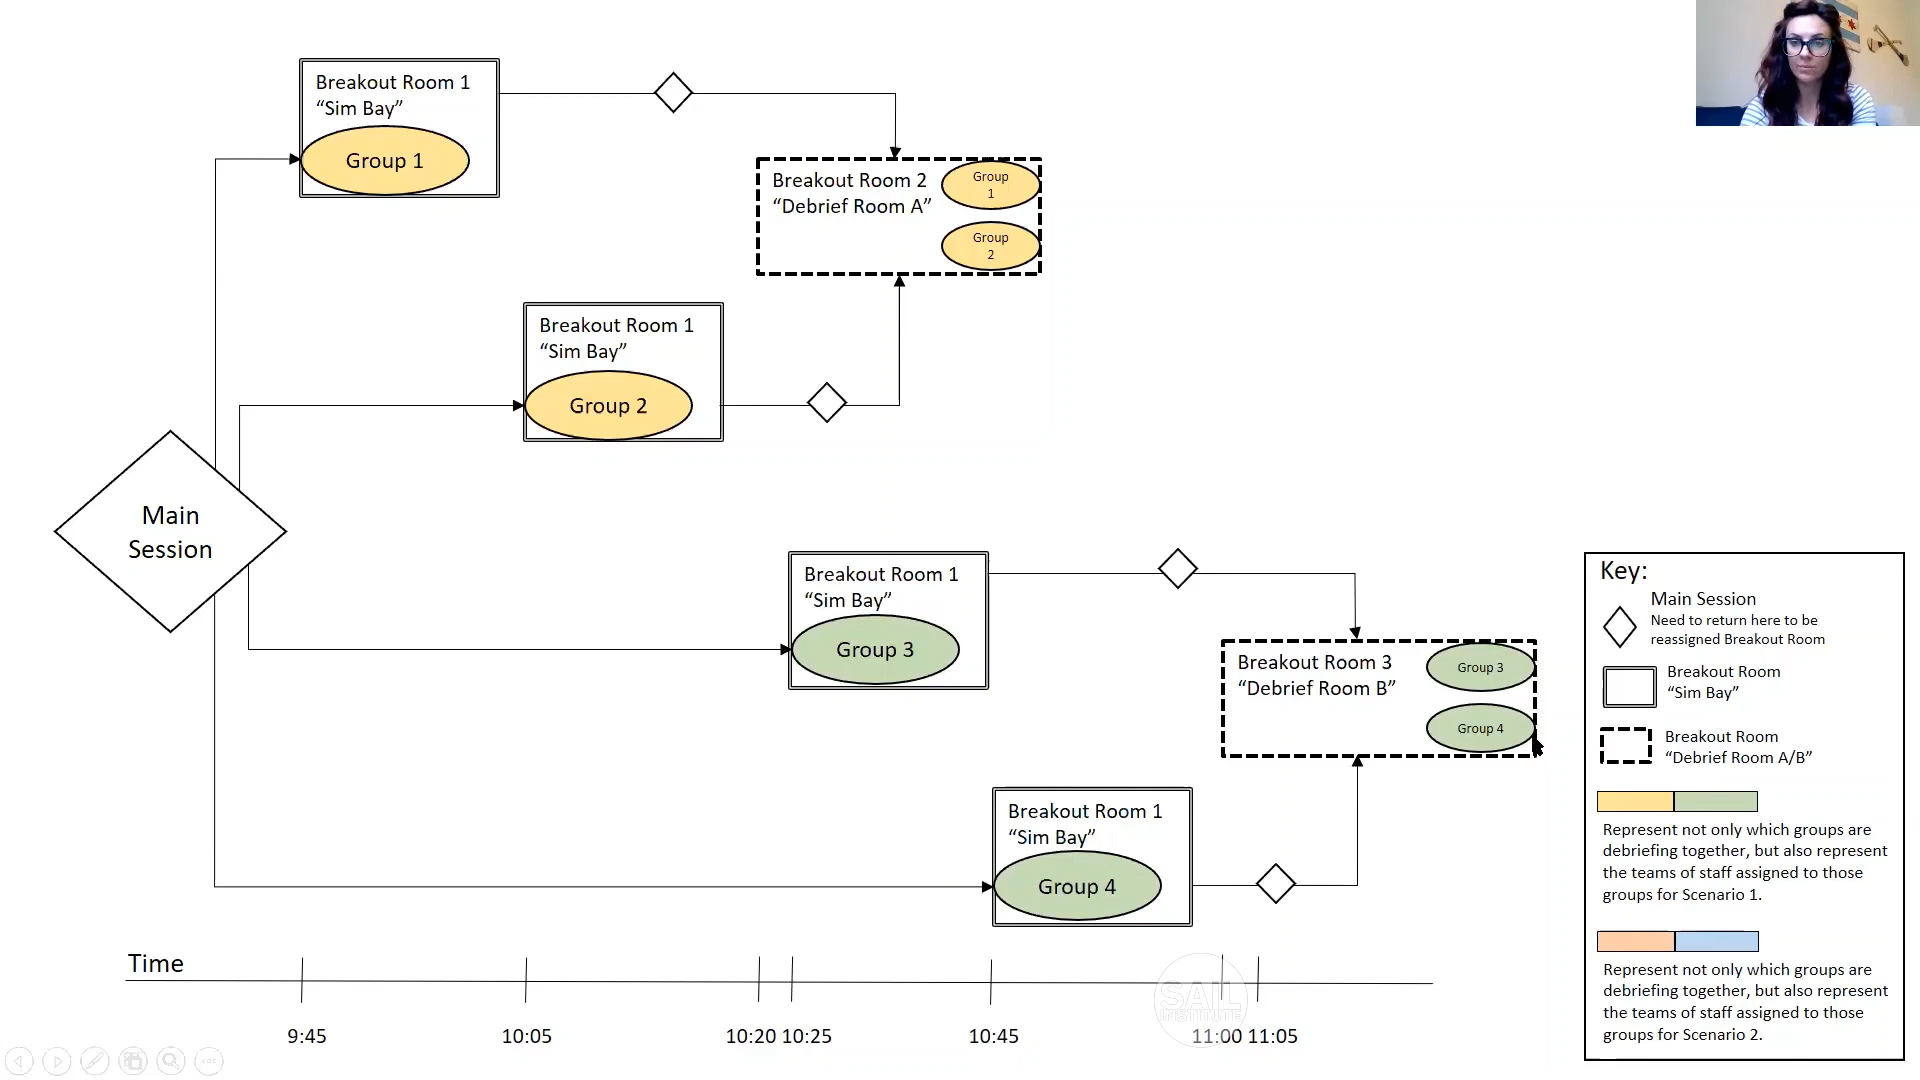 Breakout Room 1
“Sim Bay”
Group 1
Breakout Room 2
“Debrief Room A”
Group
1
Group
2
Breakout Room 1
“Sim Bay”
Group 2
Main
Session
Breakout Room 1
“Sim Bay”
Group 3
Breakout Room 3
“Debrief Room B”
Group 3
Group 4
Breakout Room 1
“Sim Bay”
Group 4
Key:
Main Session
Need to return here to be
reassigned Breakout Room
Breakout Room
“Sim Bay”
Breakout Room
“Debrief Room A/B”
Represent not only which groups are
debriefing together, but also represent
the teams of staff assigned to those
groups for Scenario 1.
Represent not only which groups are
debriefing together, but also represent
the teams of staff assigned to those
groups for Scenario 2.
Time
SAIL
INSTITUTE
9:45
10:05
10:20 10:25
10:45
11:00 11:05